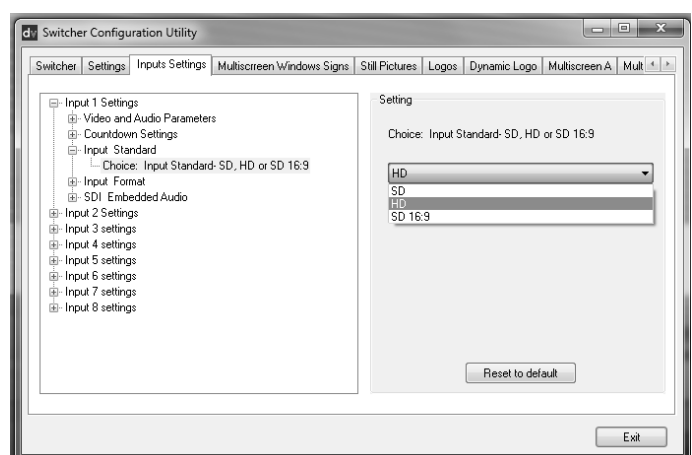 dv Switcher Configuration Utility
Switcher Settings Inputs Settings Multiscrreen Windows Signs Still Pictures Logos Dynamic Logo Multiscreen A Mult
Input 1 Settings
Video and Audio Parameters
Countdown Settings
Input Standard
Choice: Input Standard- SD, HD or SD 16:9
Input Format
SDI Embedded Audio
Input 2 Settings
Input 3 settings
Input 4 settings
Input 5 settings
Input 6 settings
Input 7 settings
Input 8 settings
Setting
Choice: Input Standard- SD, HD or SD 16:9
HD
SD
HD
SD 16:9
Reset to default
Exit